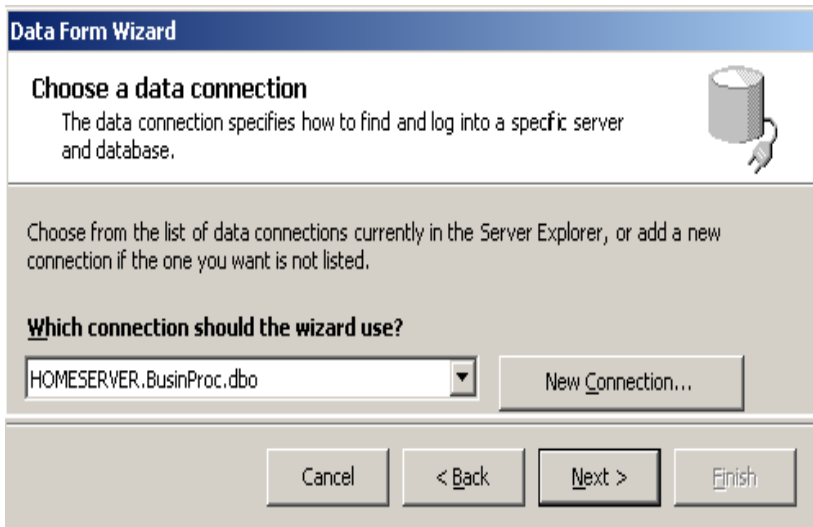 Data Form Wizard
Choose a data connection
The data connection specifies how to find and log into a specific server
and database.
Choose from the list of data connections currently in the Server Explorer, or add a new
connection if the one you want is not listed.
Which connection should the wizard use?
HOMESERVER.BusinProc.dbo
New Connection...
Cancel
< Back
Next >
Finish